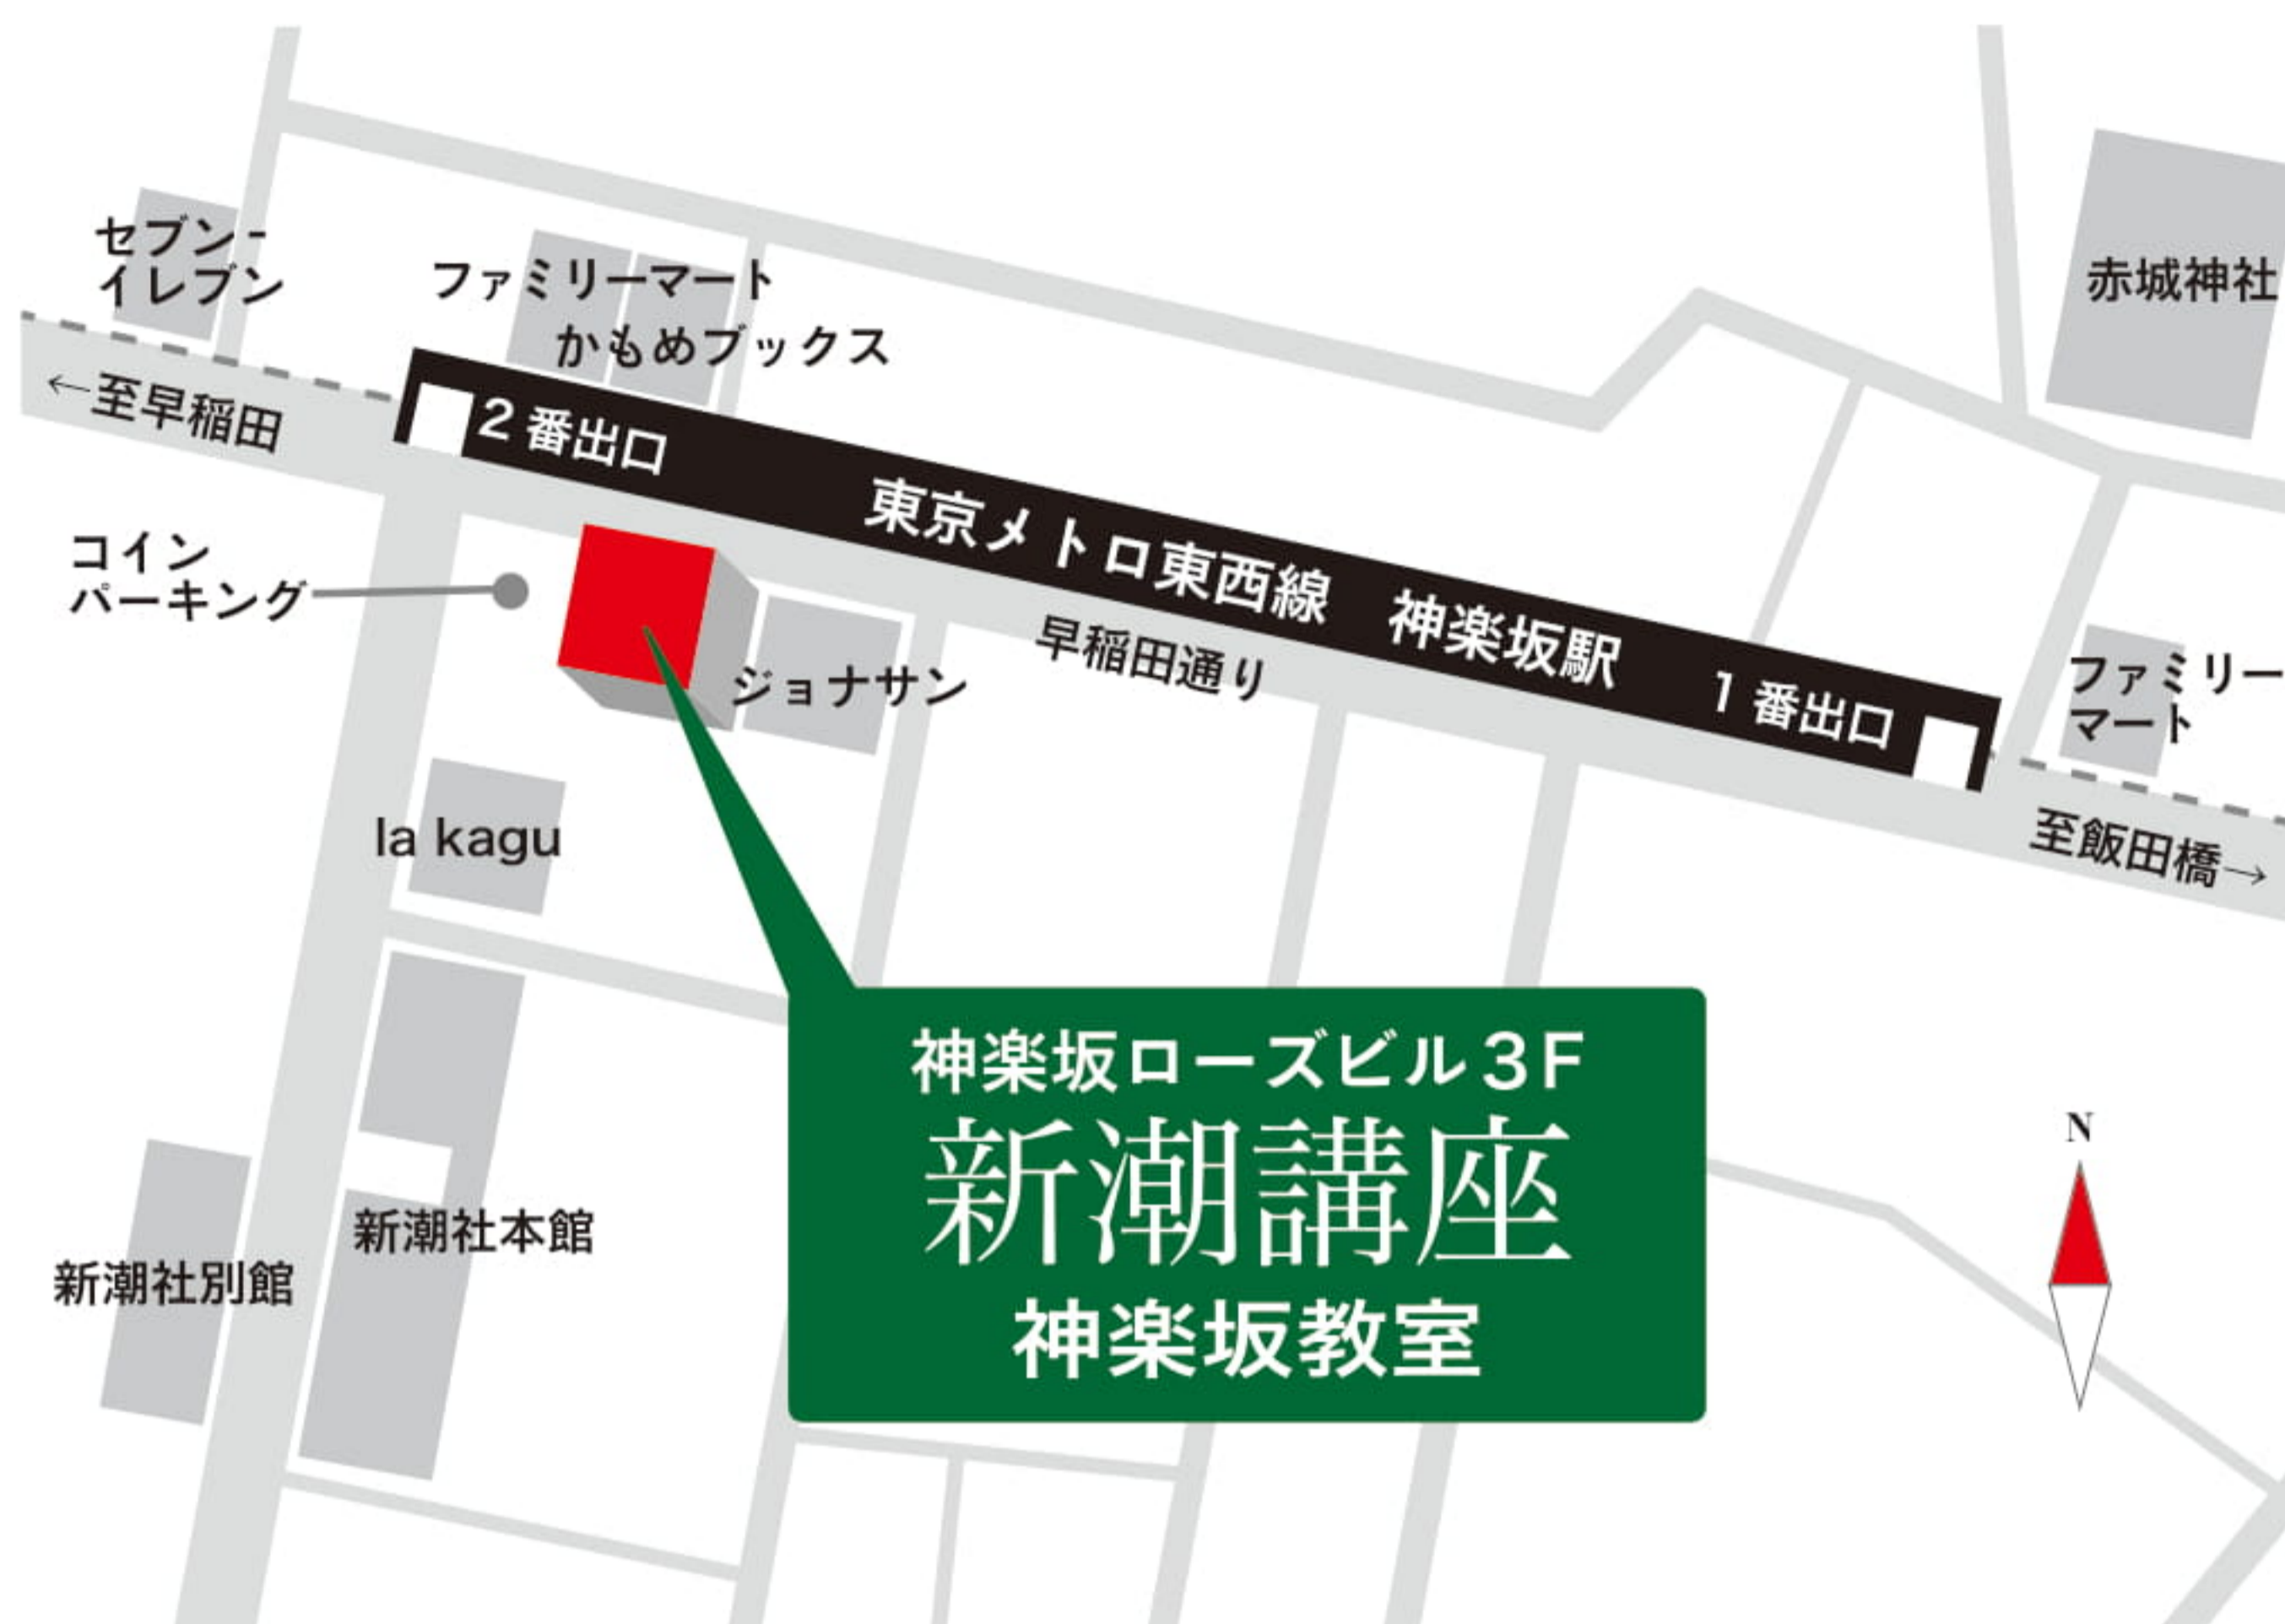 セブン-
イレブン
ファミリーマート
かもめブックス
赤城神社
←至早稲田
2番出口
東京メトロ東西線　神楽坂駅
1番出口
早稲田通り
コイン
パーキング
ジョナサン
ファミリー
マート
至飯田橋→
la kagu
神楽坂ローズビル3F
新潮講座
神楽坂教室
新潮社本館
新潮社別館
N